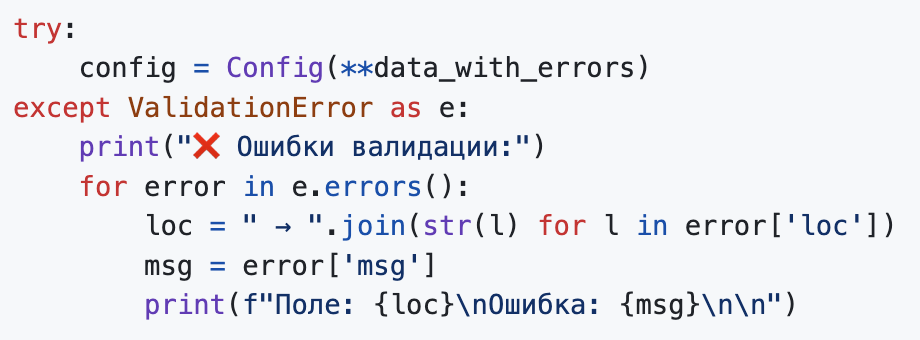 try:
    config = Config(**data_with_errors)
except ValidationError as e:
    print("❌ Ошибки валидации:")
    for error in e.errors():
        loc = " → ".join(str(l) for l in error['loc'])
        msg = error['msg']
        print(f"Поле: {loc}\nОшибка: {msg}\n\n")